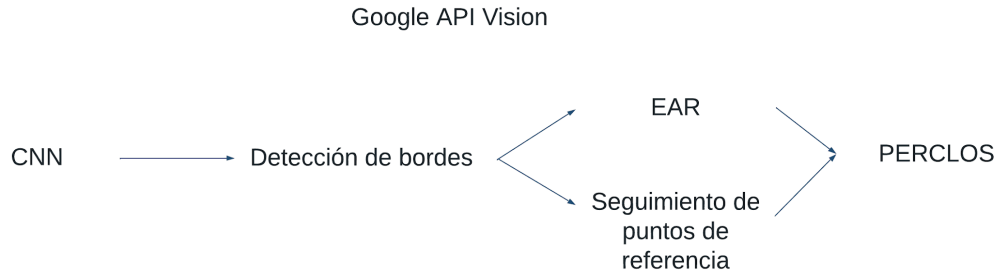 Google API Vision
CNN
Detección de bordes
EAR
Seguimiento de
puntos de
referencia
PERCLOS